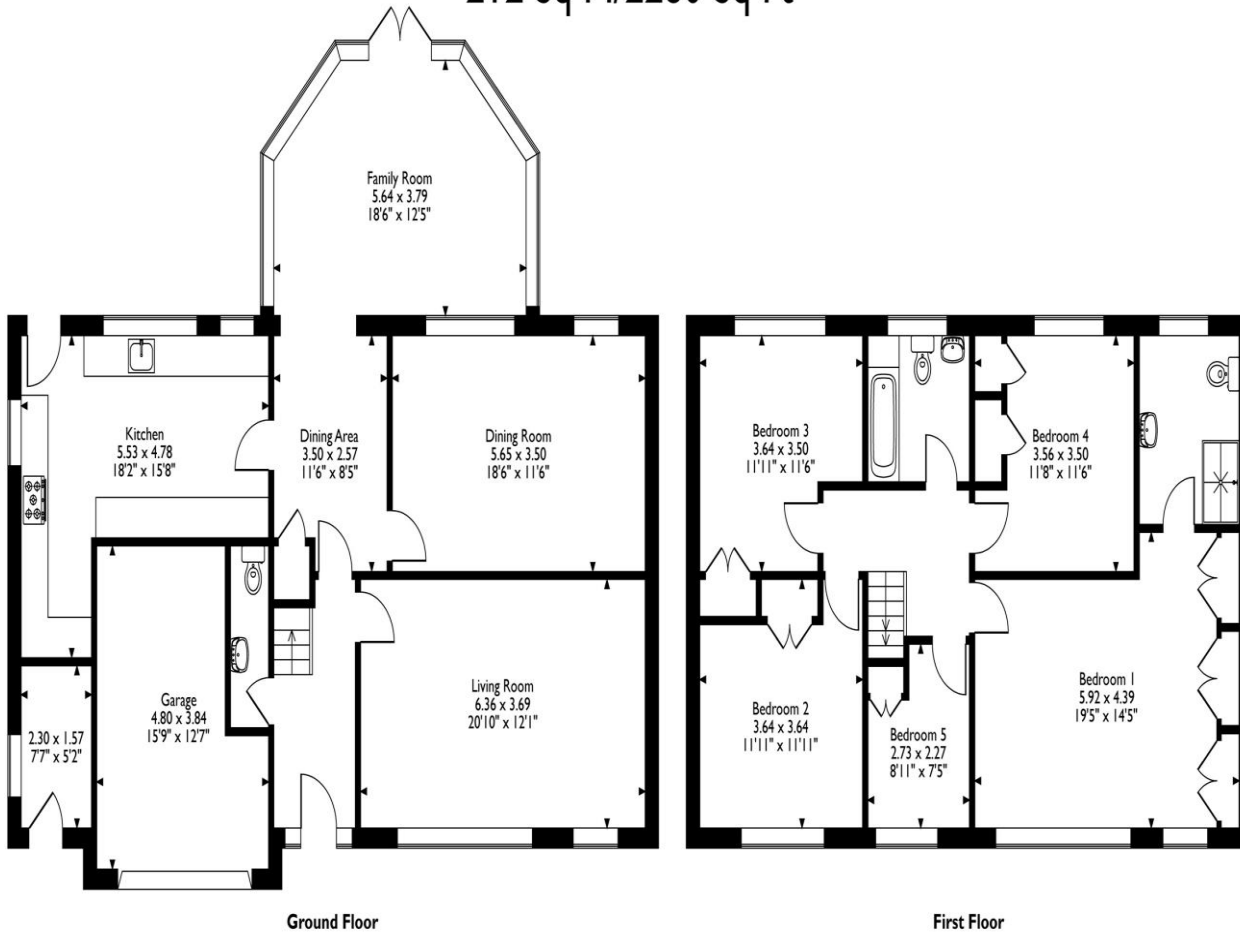 Family Room
5.64 x 3.79
18'6" x 12'5"
Kitchen
5.53 x 4.78
18'2" x 15'8"
Dining Area
3.50 x 2.57
11'6" x 8'5"
Dining Room
5.65 x 3.50
18'6" x 11'6"
Garage
4.80 x 3.84
15'9" x 12'7"
2.30 x 1.57
7'7" x 5'2"
Living Room
6.36 x 3.69
20'10" x 12'1"
Ground Floor
Bedroom 3
3.64 x 3.50
11'11" x 11'6"
Bedroom 4
3.56 x 3.50
11'8" x 11'6"
Bedroom 2
3.64 x 3.64
11'11" x 11'11"
Bedroom 5
2.73 x 2.27
8'11" x 7'5"
Bedroom 1
5.92 x 4.39
19'5" x 14'5"
First Floor